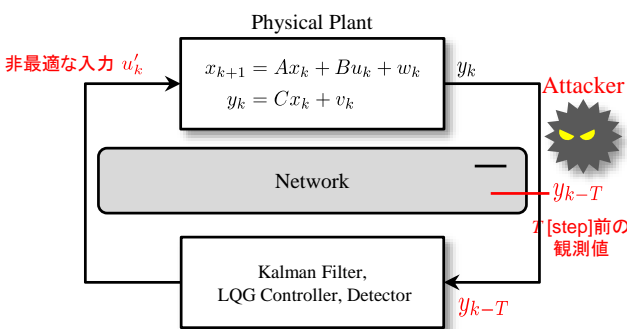 Physical Plant
非最適な入力 u'_k
x_{k+1} = Ax_k + Bu_k + w_k
y_k = Cx_k + v_k
y_k
Attacker
Network
y_{k-T}
T [step]前の
観測値
Kalman Filter,
LQG Controller, Detector
y_{k-T}